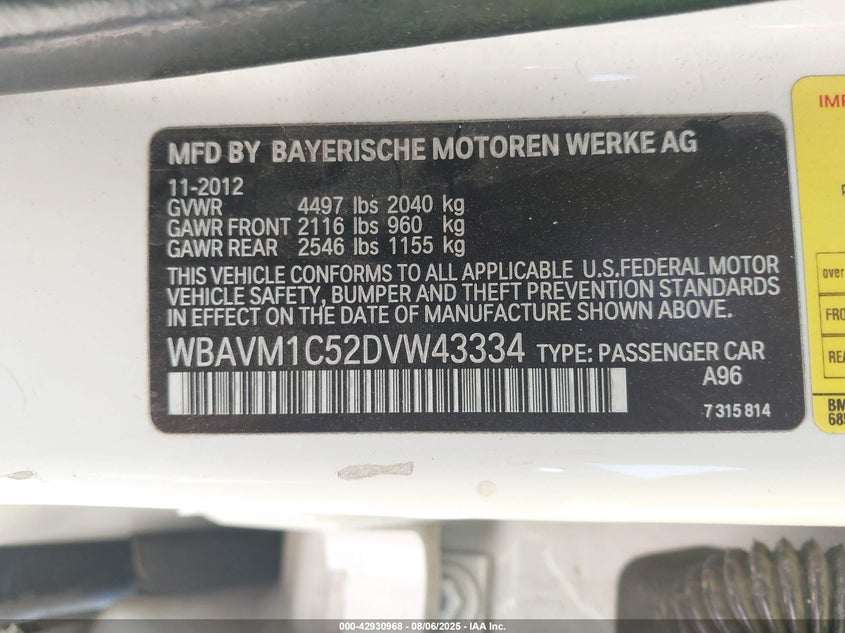 MFD BY BAYERISCHE MOTOREN WERKE AG
11-2012
GVWR 4497 lbs 2040 kg
GAWR FRONT 2116 lbs 960 kg
GAWR REAR 2546 lbs 1155 kg
THIS VEHICLE CONFORMS TO ALL APPLICABLE U.S.FEDERAL MOTOR
VEHICLE SAFETY, BUMPER AND THEFT PREVENTION STANDARDS
IN EFFECT ON THE DATE OF MANUFACTURE SHOWN ABOVE.
WBAVM1C52DVW43334 TYPE: PASSENGER CAR
A96
7 315 814
over
000-42930968 - 08/06/2025 - IAA Inc.